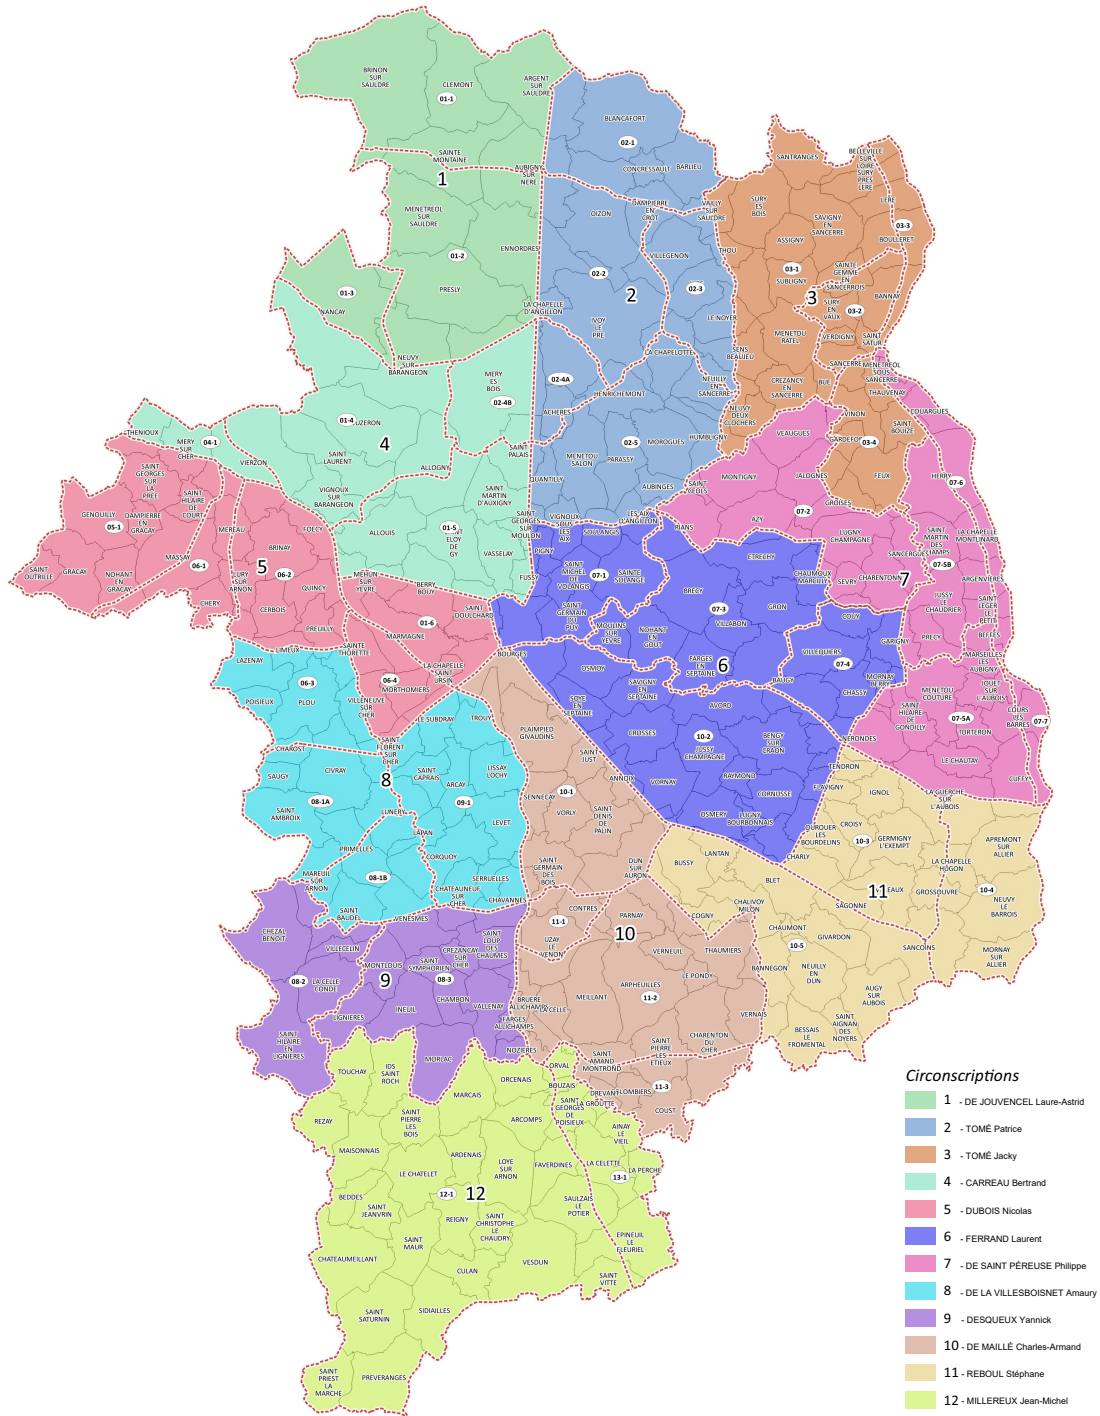 BRINON
SUR
SAULDRE
CLEMONT
01-1
ARGENT
SUR
SAULDRE
SAINTE
MONTAINE
AUBIGNY
SUR
NERE
1
MENETREOL
SUR
SAULDRE
01-2
ENNORDRES
PRESLY
LA CHAPELLE
D'ANGILLON
01-3
NANCAY
NEUVY
SUR
BARANGEON
BLANCAFORT
02-1
CONCRESSAULT
BARLIEU
OIZON
DAMPIERRE
EN
CROT
VAILLY
SUR
SAULDRE
02-2
VILLEGENON
02-3
2
IVOY
LE
PRE
LE NOYER
THOU
LA CHAPELOTTE
02-4A
HENRICHEMONT
NEUILLY
EN
SANCERRE
ACHERES
02-5
MOROGUES
HUMBLIGNY
MENETOU
SALON
PARASSY
QUANTILLY
AUBINGES
VIGNOUX
SOUS
LES
AIX
LES AIX
D'ANGILLON
SANTRANGES
BELLEVILLE
SUR
LOIRE
SURY
PRES
LERE
LERE
SURY
ES
BOIS
SAVIGNY
EN
SANCERRE
03-3
BOULLERET
ASSIGNY
03-1
SUBLIGNY
SAINTE
GEMME
EN
SANCERROIS
3
BANNAY
SURY
EN
VAUX
03-2
VERDIGNY
SAINT
SATUR
MENETOU
RATEL
SENS
BEAUJEU
SANCERRE
MENETREOL
SOUS
SANCERRE
CREZANCY
EN
SANCERRE
BUE
THAUVENAY
NEUVY
DEUX
CLOCHERS
VINON
SAINT
BOUIZE
03-4
FEUX
COUARGUES
VEAUGUES
MONTIGNY
JALOGNES
SAINT
CEOLS
GROISES
HERRY
07-6
07-2
AZY
LUGNY
CHAMPAGNE
SAINT
MARTIN
DES
CHAMPS
LA CHAPELLE
MONTLINARD
SANCERGUES
07-5B
SEVRY
CHARENTONN
7
ARGENVIERES
JUSSY
LE
CHAUDRIER
SAINT
LEGER
LE
PETIT
PRECY
BEFFES
MARSEILLES
LES
AUBIGNY
JOUET
SUR
L'AUBOIS
MENETOU
COUTURE
SAINT
HILAIRE
DE
GONDILLY
07-5A
TORTERON
COURS
LES
BARRES
07-7
LE CHAUTAY
CUFFY
NERONDES
MERY
ES
BOIS
02-4B
01-4
4
SAINT
LAURENT
ALLOGNY
SAINT
PALAIS
THENIOUX
MERY
SUR
CHER
04-1
VIERZON
VIGNOUX
SUR
BARANGEON
SAINT
MARTIN
D'AUXIGNY
ALLOUIS
01-5
ELOY
DE
GY
SAINT
GEORGES
SUR
MOULON
VASSELAY
FUSSY
SAINT
GEORGES
SUR
LA
PREE
SAINT
HILAIRE
DE
COURT
GENOUILLY
05-1
DAMPIERRE
EN
GRACAY
MEREAU
FOECY
SAINT
OUTRILLE
GRACAY
NOHANT
EN
GRACAY
MASSAY
06-1
BRINAY
5
06-2
LURY
SUR
ARNON
QUINCY
CHERY
CERBOIS
PREUILLY
MEHUN
SUR
YEVRE
BERRY
BOUY
SAINT
DOULCHARD
01-6
MARMAGNE
SAINTE
THORETTE
LA CHAPELLE
SAINT
URSIN
06-4
MORTHOMIERS
VILLENEUVE
SUR
CHER
BOURGES
PIGNY
SOULANGIS
RIANS
SAINT
MICHEL
DE
VOLANGIS
07-1
SAINTE
SOLANGE
SAINT
GERMAIN
DU
PUY
ETRECHY
CHAUMOUX
MARCILLY
BRECY
07-3
GRON
MOULINS
SUR
YEVRE
NOHANT
EN
GOUT
VILLABON
COUY
GARIGNY
FARGES
EN
SEPTAINE
6
VILLEQUIERS
07-4
OSMOY
BAUGY
MORNAY
BERRY
CHASSY
SAVIGNY
EN
SEPTAINE
SOYE
EN
SEPTAINE
AVORD
CROSSES
10-2
JUSSY
CHAMPAGNE
BENGY
SUR
CRAON
RAYMOND
VORNAY
CORNUSSE
FLAVIGNY
OSMERY
LUGNY
BOURBONNAIS
LIMEUX
LAZENAY
06-3
POISIEUX
PLOU
CHAROST
SAINT
FLORENT
SUR
CHER
LE SUBDRAY
TROUY
SAUGY
CIVRAY
8
SAINT
CAPRAIS
ARCAY
LISSAY
LOCHY
08-1A
09-1
SAINT
AMBROIX
LUNERY
LAPAN
LEVET
PRIMELLES
CORQUOY
MAREUIL
SUR
ARNON
08-1B
SERRUELLES
CHATEAUNEUF
SUR
CHER
CHAVANNES
SAINT
BAUDEL
VENESMES
PLAIMPIED
GIVAUDINS
SAINT
JUST
ANNOIX
SENNECAY
10-1
VORLY
SAINT
DENIS
DE
PALIN
SAINT
GERMAIN
DES
BOIS
DUN
SUR
AURON
CONTRES
11-1
PARNAY
10
UZAY
LE
VENON
VERNEUIL
THAUMIERS
LE PONDY
ARPHEUILLES
11-2
MEILLANT
BRUERE
ALLICHAMPS
LA CELLE
VERNAIS
FARGES
ALLICHAMPS
CHARENTON
DU
CHER
SAINT
PIERRE
LES
ETIEUX
SAINT
AMAND
MONTROND
11-3
DREVANT
LA GROUTTE
COUST
TENDRON
IGNOL
LA GUERCHE
SUR
L'AUBOIS
OUROUER
LES
BOURDELINS
CROISY
10-3
GERMIGNY
L'EXEMPT
APREMONT
SUR
ALLIER
CHARLY
LANTAN
BUSSY
BLET
LA CHAPELLE
HUGON
11
GROSSOUVRE
10-4
NEUVY
LE
BARROIS
SAGONNE
CHALIVOY
MILON
COGNY
CHAUMONT
10-5
GIVARDON
SANCOINS
MORNAY
SUR
ALLIER
BANNEGON
NEUILLY
EN
DUN
AUGY
SUR
AUBOIS
BESSAIS
LE
FROMENTAL
SAINT
AIGNAN
DES
NOYERS
CHEZAL
BENOIT
VILLECELIN
08-2
LA CELLE
CONDE
MONTLOUIS
SAINT
SYMPHORIEN
CREZANCAY
SUR
CHER
SAINT
LOUP
DES
CHAUMES
9
08-3
CHAMBON
LIGNIERES
INEUIL
VALLENAY
SAINT
HILAIRE
EN
LIGNIERES
MORLAC
NOZIERES
TOUCHAY
IDS
SAINT
ROCH
ORCENAIS
ORVAL
BOUZAIS
MARCAIS
REZAY
SAINT
PIERRE
LES
BOIS
ARCOMPS
SAINT
GEORGES
DE
POISIEUX
AINAY
LE
VIEIL
MAISONNAIS
ARDENAIS
LE CHATELET
LOYE
SUR
ARNON
FAVERDINES
LA CELETTE
LA PERCHE
13-1
12-1
12
BEDDES
SAINT
JEANVRIN
REIGNY
SAINT
CHRISTOPHE
LE
CHAUDRY
SAULZAIS
LE
POTIER
SAINT
MAUR
EPINEUIL
LE
FLEURIEL
CHATEAUMEILLANT
CULAN
VESDUN
SAINT
VITTE
SAINT
SATURNIN
SIDIAILLES
SAINT
PRIEST
LA
MARCHE
PREVERANGES
Circonscriptions
1 - DE JOUVENCEL Laure-Astrid
2 - TOMÉ Patrice
3 - TOMÉ Jacky
4 - CARREAU Bertrand
5 - DUBOIS Nicolas
6 - FERRAND Laurent
7 - DE SAINT PÉREUSE Philippe
8 - DE LA VILLESBOISNET Amaury
9 - DESQUEUX Yannick
10 - DE MAILLÉ Charles-Armand
11 - REBOUL Stéphane
12 - MILLEREUX Jean-Michel